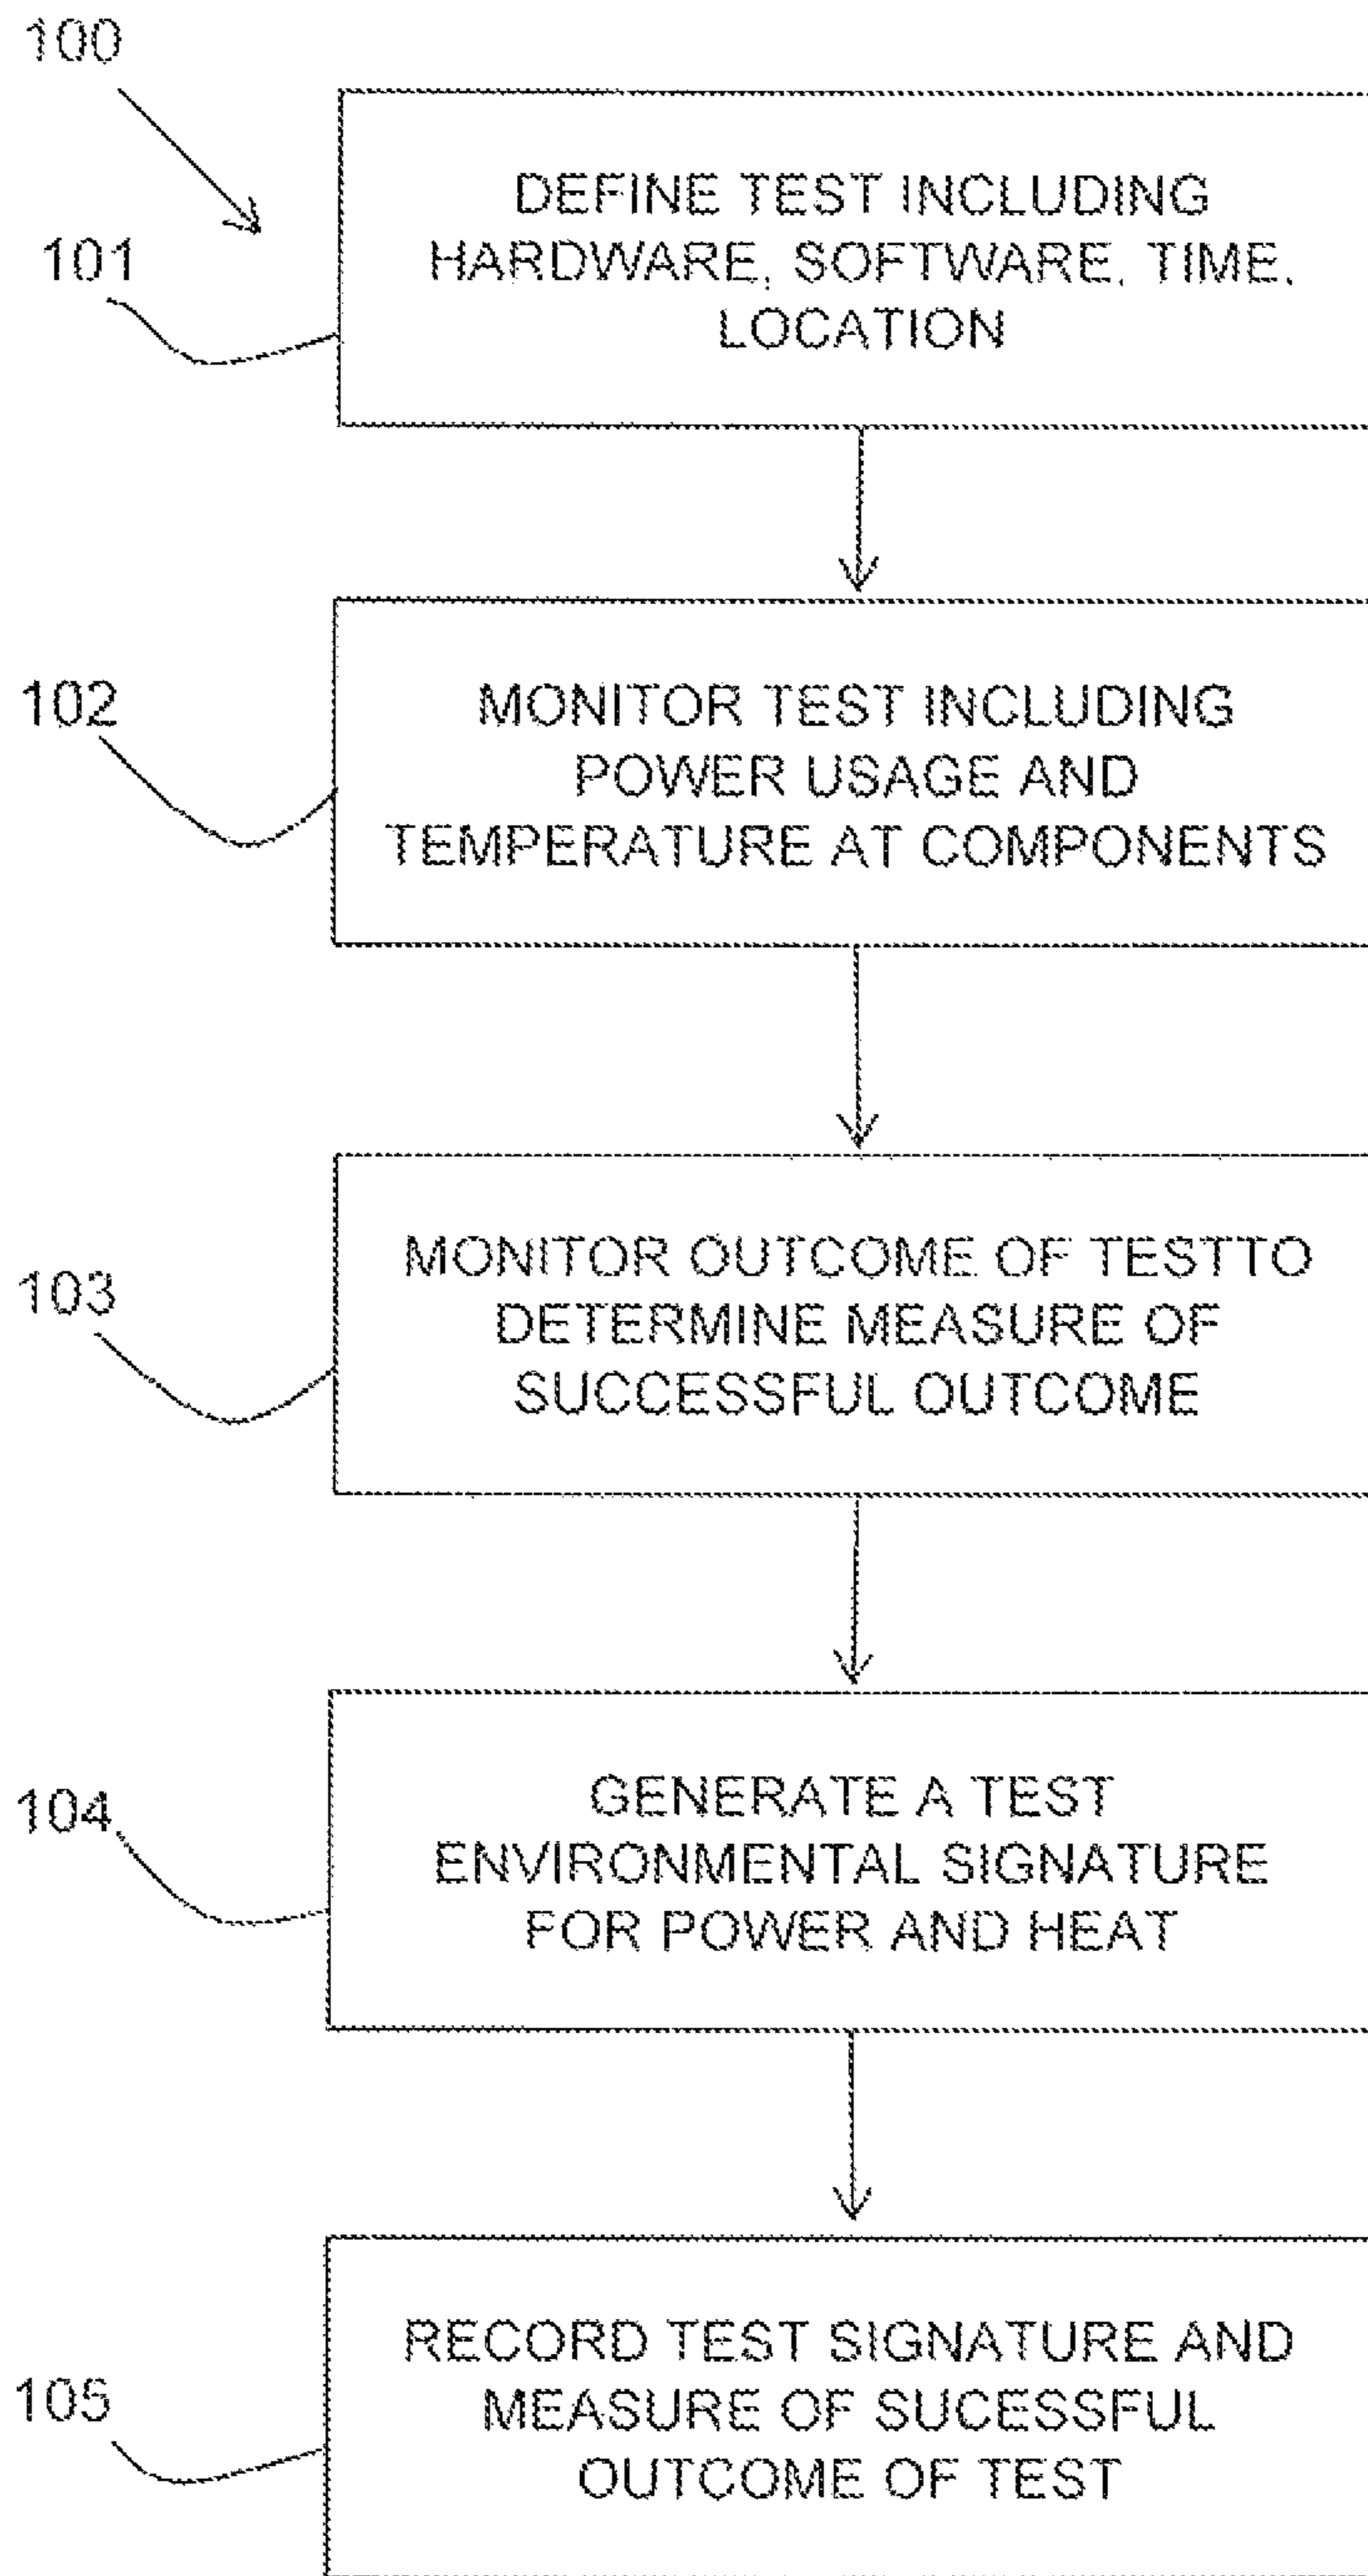 100
101
DEFINE TEST INCLUDING
HARDWARE, SOFTWARE, TIME,
LOCATION
102
MONITOR TEST INCLUDING
POWER USAGE AND
TEMPERATURE AT COMPONENTS
103
MONITOR OUTCOME OF TESTTO
DETERMINE MEASURE OF
SUCCESSFUL OUTCOME
104
GENERATE A TEST
ENVIRONMENTAL SIGNATURE
FOR POWER AND HEAT
105
RECORD TEST SIGNATURE AND
MEASURE OF SUCESSFUL
OUTCOME OF TEST